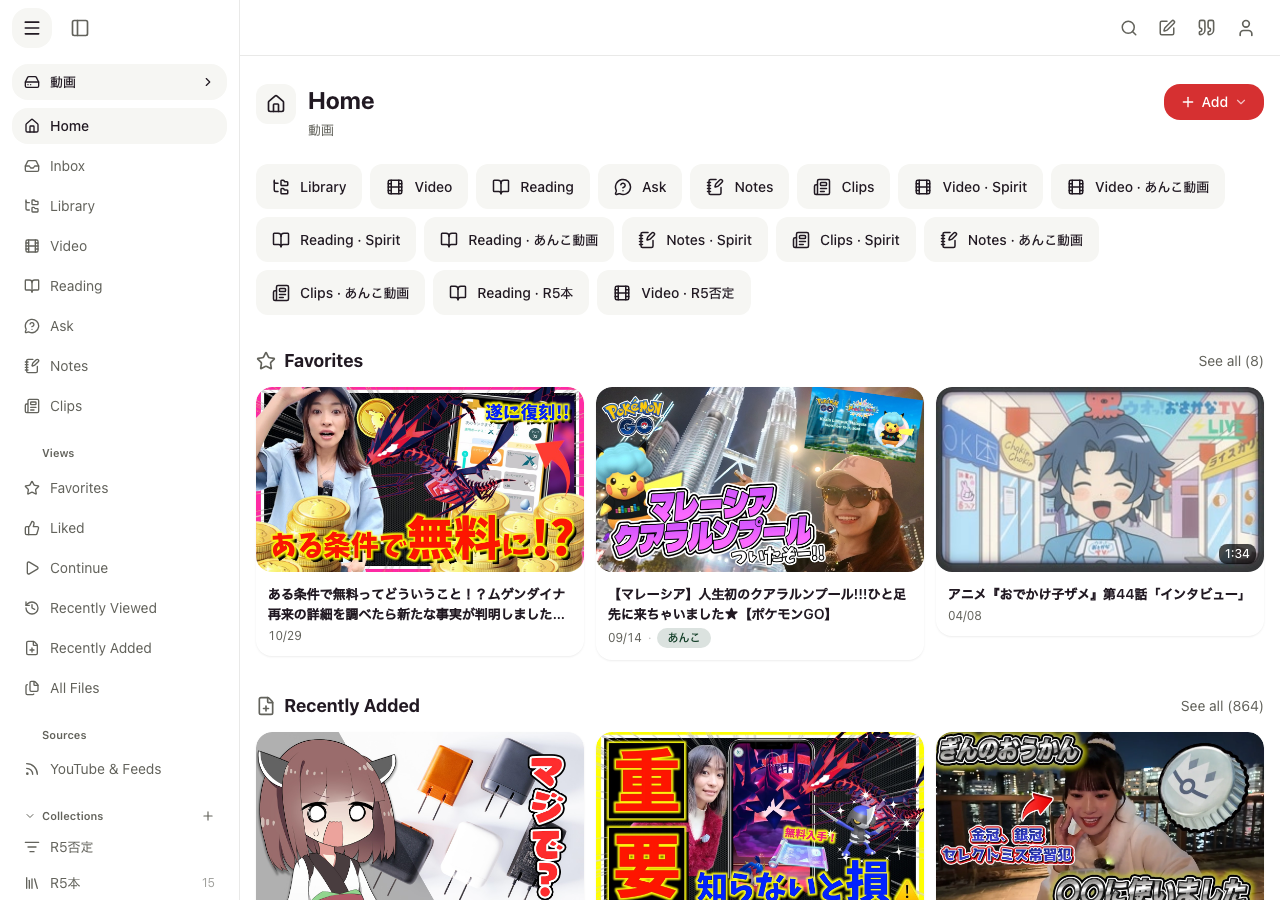 動画
Home
Inbox
Library
Video
Reading
Ask
Notes
Clips
Views
Favorites
Liked
Continue
Recently Viewed
Recently Added
All Files
Sources
YouTube & Feeds
Collections
R5否定
R5本
15
Home
動画
Add
Library
Video
Reading
Ask
Notes
Clips
Video · Spirit
Video · あんこ動画
Reading · Spirit
Reading · あんこ動画
Notes · Spirit
Clips · Spirit
Notes · あんこ動画
Clips · あんこ動画
Reading · R5本
Video · R5否定
Favorites
See all (8)
遂に復刻!!
ある条件で無料に!?
ある条件で無料ってどういうこと！？ムゲンダイナ
再来の詳細を調べたら新たな事実が判明しました…
10/29
POKÉMON
GO
マレーシア
クアラルンプール
ついたぞー!!
【マレーシア】人生初のクアラルンプール!!!ひと足
先に来ちゃいました★【ポケモンGO】
09/14 · あんこ
ウオッ!おさかなTV
LIVE
1:34
アニメ『おでかけ子ザメ』第44話「インタビュー」
04/08
Recently Added
See all (864)
マジでっ?
重要
無料入手!
知らないと損
ぎんのおうかん
金冠、銀冠
セレクトミス常習犯
〇〇に使いました